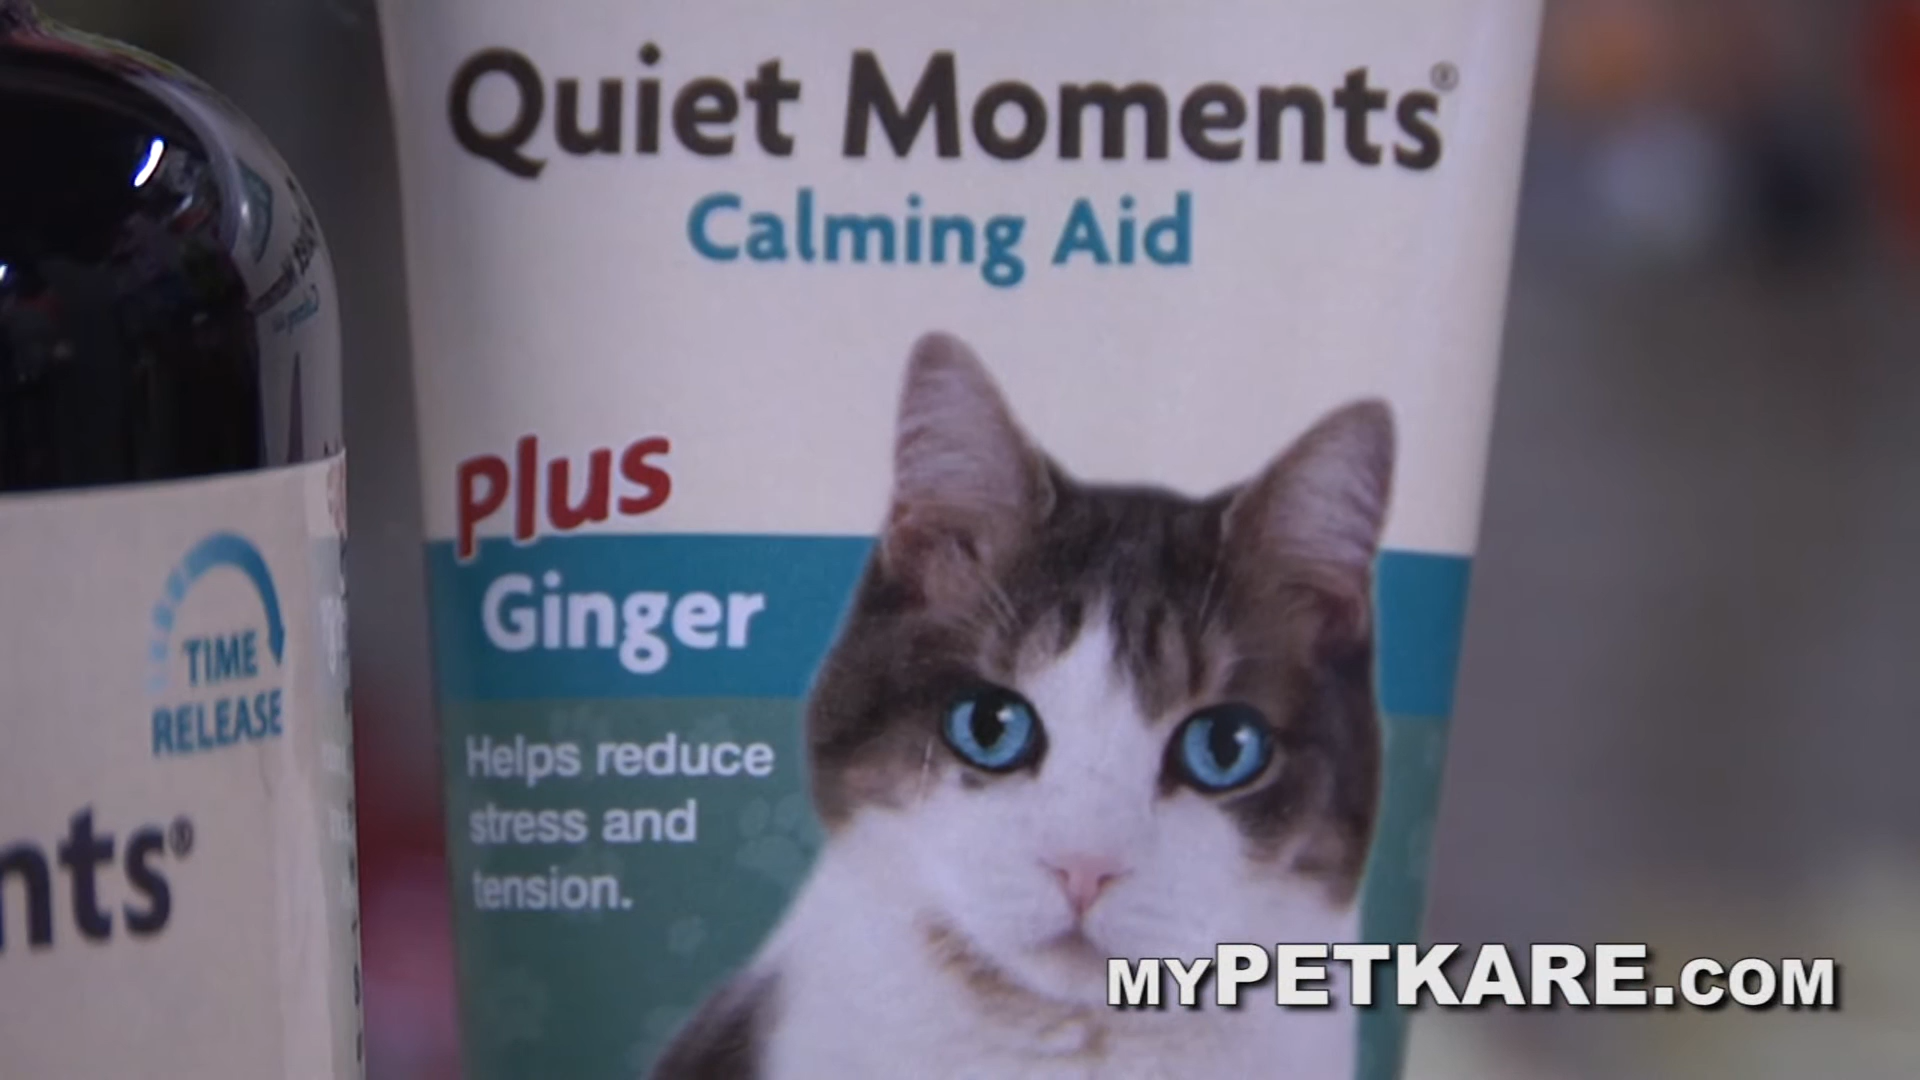 Quiet Moments®
Calming Aid
plus
Ginger
Helps reduce
stress and
tension.
TIME
RELEASE
nts®
MYPETKARE.COM